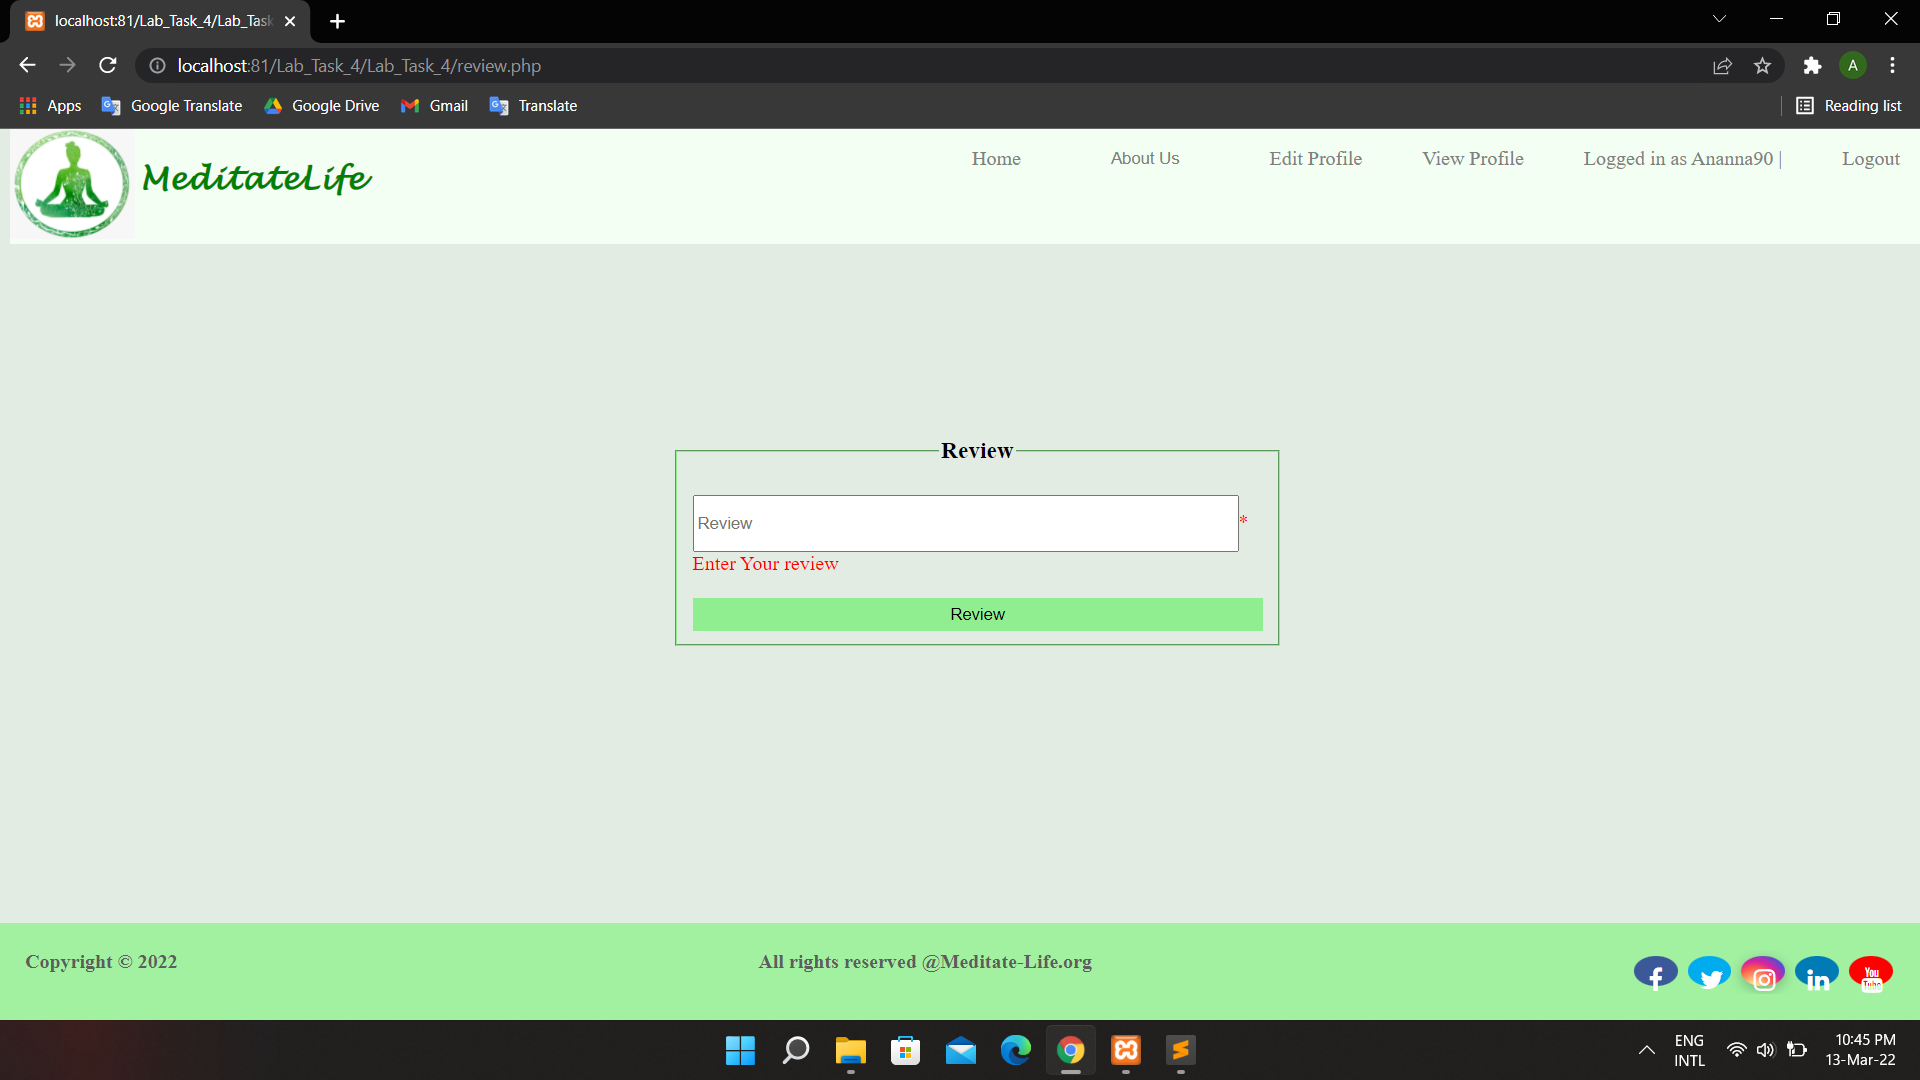 localhost:81/Lab_Task_4/Lab_Task
localhost:81/Lab_Task_4/Lab_Task_4/review.php
A
Apps Google Translate Google Drive Gmail Translate Reading list
MeditateLife
Home About Us Edit Profile View Profile Logged in as Ananna90 | Logout
Review
Review
*
Enter Your review
Review
Copyright © 2022 All rights reserved @Meditate-Life.org
You
Tube
ENG
INTL
10:45 PM
13-Mar-22